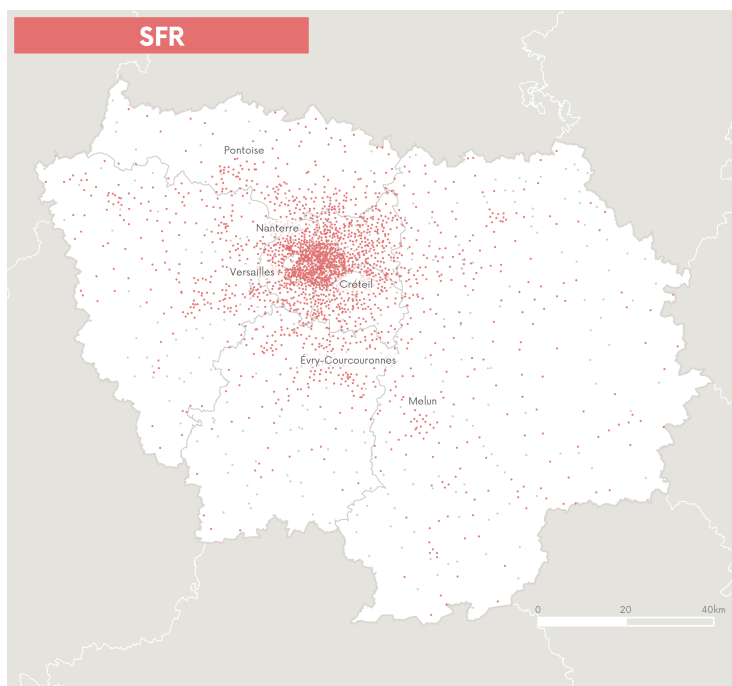 SFR
Pontoise
Nanterre
Versailles
Créteil
Évry-Courcouronnes
Melun
0 20 40km